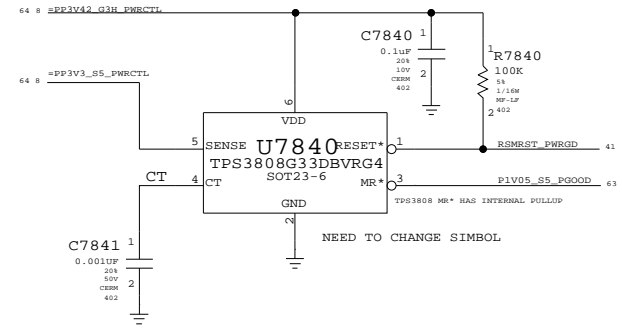 64 8 =PP3V42_G3H_PWRCTL
C7840 1
0.1uF
20%
10V
CERM
402
2
1 R7840
100K
5%
1/16W
MF-LF
402
2
64 8 =PP3V3_S5_PWRCTL
6
VDD
5 SENSE U7840 RESET* 1 RSMRST_PWRGD 41
TPS3808G33DBVRG4
SOT23-6
CT 4 CT MR* 3 P1V05_S5_PGOOD 63
GND
TPS3808 MR* HAS INTERNAL PULLUP
2
NEED TO CHANGE SIMBOL
C7841 1
0.001UF
20%
50V
CERM
402
2